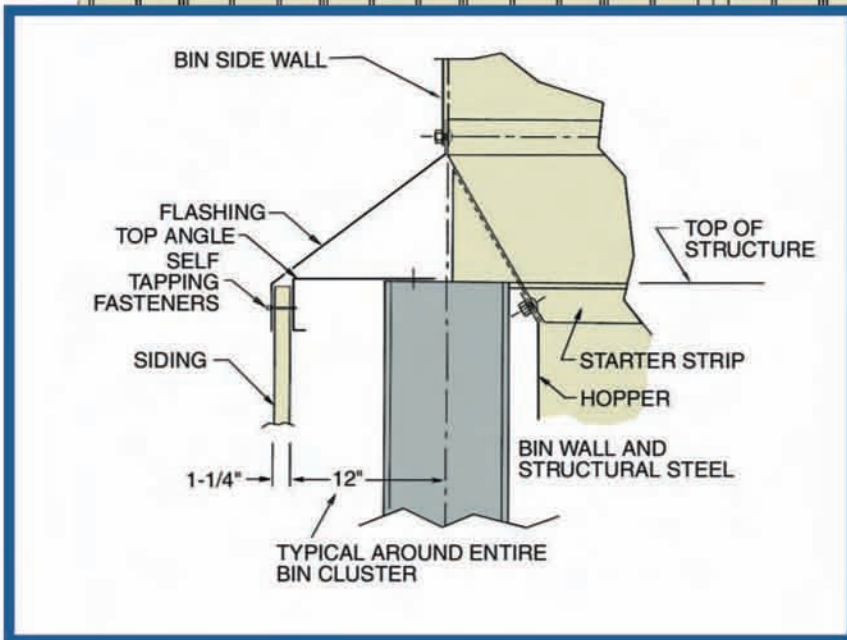 BIN SIDE WALL
FLASHING
TOP ANGLE
SELF
TAPPING
FASTENERS
TOP OF
STRUCTURE
SIDING
STARTER STRIP
HOPPER
BIN WALL AND
STRUCTURAL STEEL
1-1/4"
12"
TYPICAL AROUND ENTIRE
BIN CLUSTER